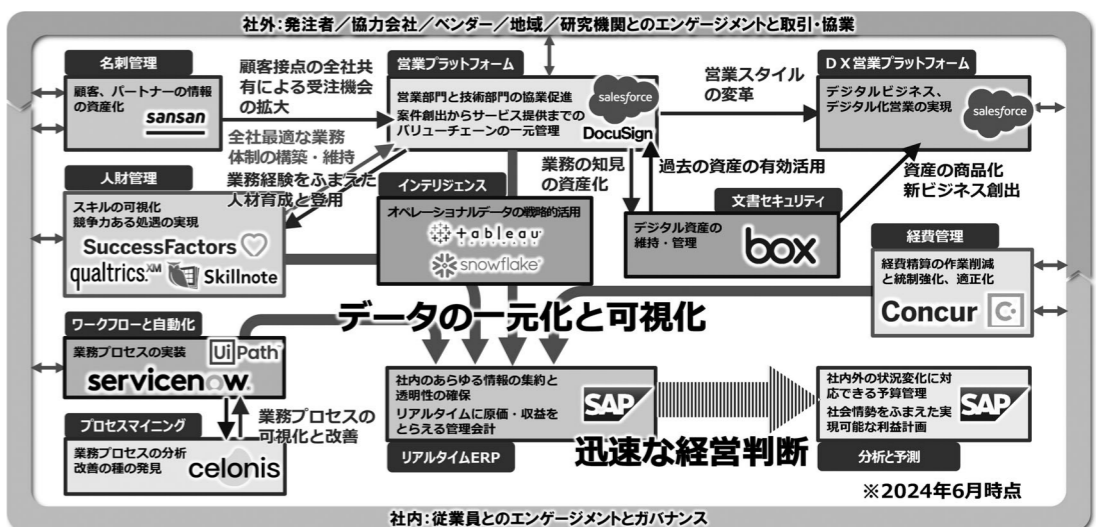 社外：発注者／協力会社／ベンダー／地域／研究機関とのエンゲージメントと取引・協業
名刺管理
顧客、パートナーの情報
の資産化
sansan
顧客接点の全社共
有による受注機会
の拡大
営業プラットフォーム
営業部門と技術部門の協業促進
案件創出からサービス提供までの
バリューチェーンの一元管理
salesforce
DocuSign
営業スタイル
の変革
ＤＸ営業プラットフォーム
デジタルビジネス、
デジタル化営業の実現
salesforce
全社最適な業務
体制の構築・維持
業務経験をふまえた
人材育成と登用
人財管理
スキルの可視化
競争力ある処遇の実現
SuccessFactors
qualtrics.XM
Skillnote
インテリジェンス
オペレーショナルデータの戦略的活用
tableau
snowflake®
業務の知見
の資産化
過去の資産の有効活用
文書セキュリティ
デジタル資産の
維持・管理
box
資産の商品化
新ビジネス創出
経費管理
経費精算の作業削減
と統制強化、適正化
Concur
C.
データの一元化と可視化
ワークフローと自動化
業務プロセスの実装
UiPath
servicenow.
業務プロセスの
可視化と改善
プロセスマイニング
業務プロセスの分析
改善の種の発見
celonis
社内のあらゆる情報の集約と
透明性の確保
リアルタイムに原価・収益を
とらえる管理会計
SAP
リアルタイムERP
迅速な経営判断
社内外の状況変化に対
応できる予算管理
社会情勢をふまえた実
現可能な利益計画
SAP
分析と予測
※2024年6月時点
社内：従業員とのエンゲージメントとガバナンス